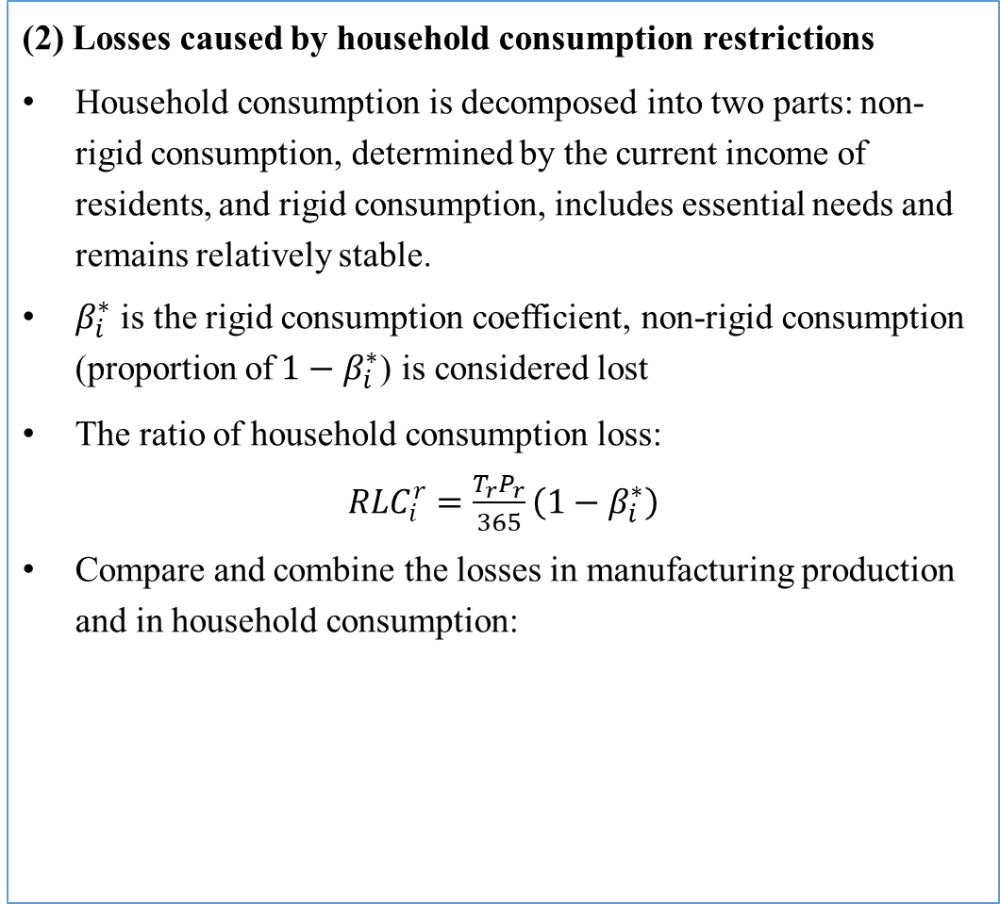 (2) Losses caused by household consumption restrictions
• Household consumption is decomposed into two parts: non-
rigid consumption, determined by the current income of
residents, and rigid consumption, includes essential needs and
remains relatively stable.
• β_i^* is the rigid consumption coefficient, non-rigid consumption
(proportion of 1 − β_i^*) is considered lost
• The ratio of household consumption loss:
RLC_i^r = \frac{T_r P_r}{365} (1 − β_i^*)
• Compare and combine the losses in manufacturing production
and in household consumption: